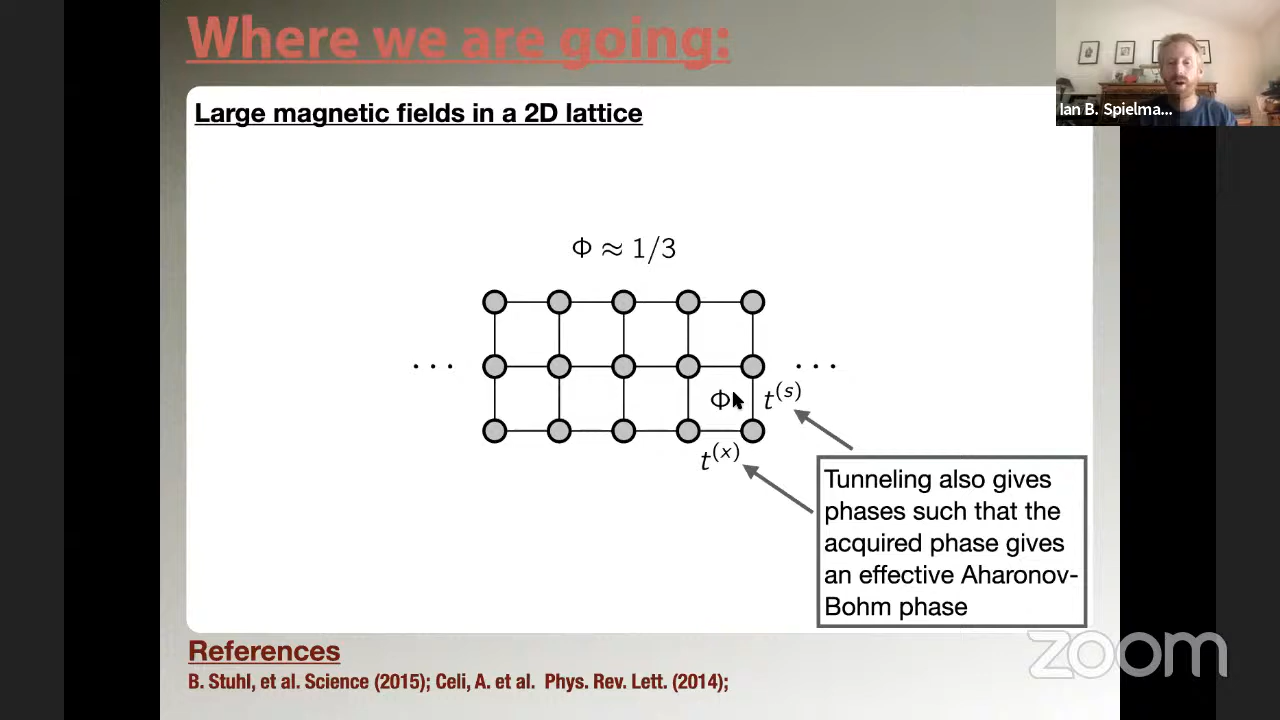 Where we are going:
Ian B. Spielma...
Large magnetic fields in a 2D lattice
Φ ≈ 1/3
· · ·
· · ·
Φ
t^(s)
t^(x)
Tunneling also gives
phases such that the
acquired phase gives
an effective Aharonov-
Bohm phase
zoom
References
B. Stuhl, et al. Science (2015); Celi, A. et al. Phys. Rev. Lett. (2014);